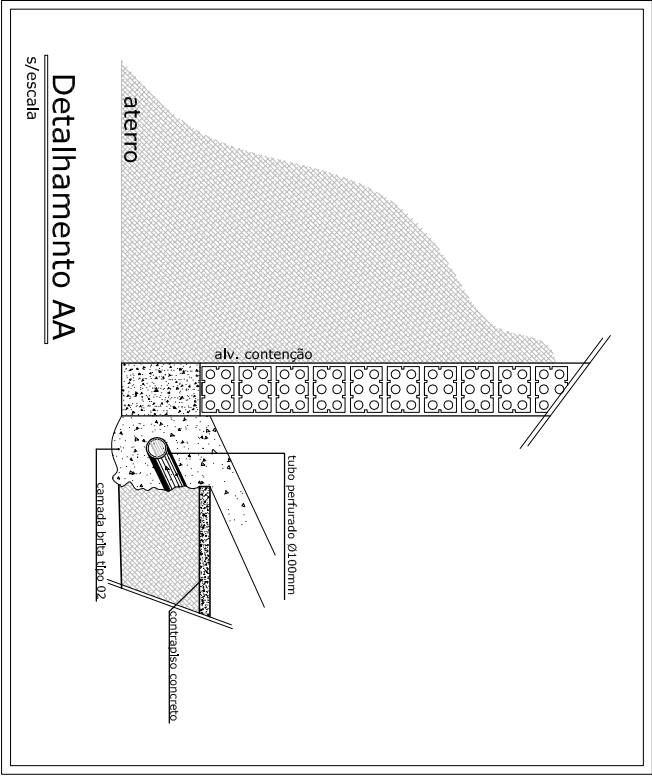 alv. contenção
aterro
tubo perfurado Ø100mm
contrapiso concreto
camada brita tipo 02
Detalhamento AA
s/escala